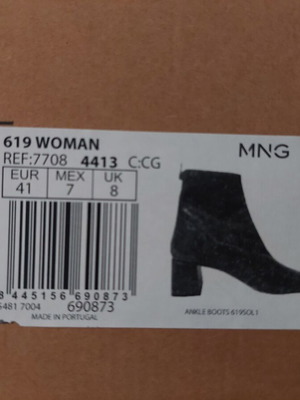 619 WOMAN
MNG
REF:7708 4413 C:CG
EUR MEX UK
41 7 8
8 445156 690873
5481 7004 690873
MADE IN PORTUGAL
ANKLE BOOTS 619SOL1